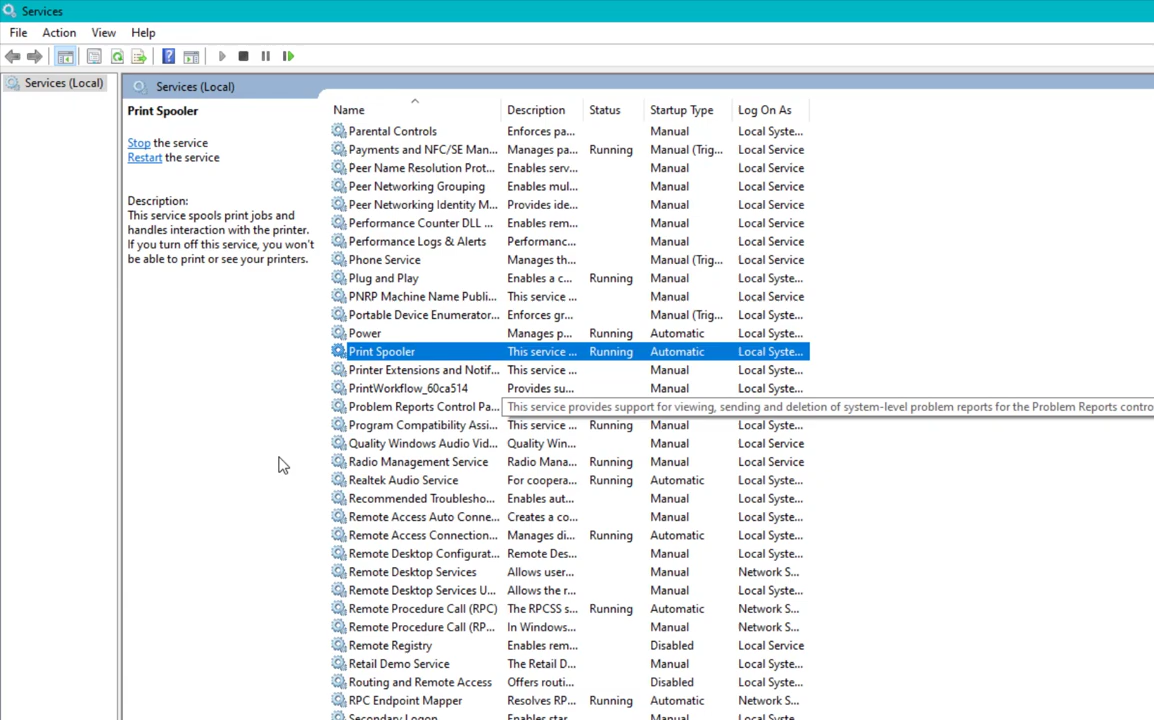 Services
File Action View Help
Services (Local)
Services (Local)
Print Spooler
Stop the service
Restart the service
Description:
This service spools print jobs and
handles interaction with the printer.
If you turn off this service, you won't
be able to print or see your printers.
Name Description Status Startup Type Log On As
Parental Controls Enforces pa... Manual Local Syste...
Payments and NFC/SE Man... Manages pa... Running Manual (Trig... Local Service
Peer Name Resolution Prot... Enables serv... Manual Local Service
Peer Networking Grouping Enables mul... Manual Local Service
Peer Networking Identity M... Provides ide... Manual Local Service
Performance Counter DLL ... Enables rem... Manual Local Service
Performance Logs & Alerts Performanc... Manual Local Service
Phone Service Manages th... Manual (Trig... Local Service
Plug and Play Enables a c... Running Manual Local Syste...
PNRP Machine Name Publi... This service ... Manual Local Service
Portable Device Enumerator... Enforces gr... Manual (Trig... Local Syste...
Power Manages p... Running Automatic Local Syste...
Print Spooler This service ... Running Automatic Local Syste...
Printer Extensions and Notif... This service ... Manual Local Syste...
PrintWorkflow_60ca514 Provides su... Manual Local Syste...
Problem Reports Control Pa... This service provides support for viewing, sending and deletion of system-level problem reports for the Problem Reports contro
Program Compatibility Assi... This service ... Running Manual Local Syste...
Quality Windows Audio Vid... Quality Win... Manual Local Service
Radio Management Service Radio Mana... Running Manual Local Service
Realtek Audio Service For coopera... Running Automatic Local Syste...
Recommended Troublesho... Enables aut... Manual Local Syste...
Remote Access Auto Conne... Creates a co... Manual Local Syste...
Remote Access Connection... Manages di... Running Automatic Local Syste...
Remote Desktop Configurat... Remote Des... Manual Local Syste...
Remote Desktop Services Allows user... Manual Network S...
Remote Desktop Services U... Allows the r... Manual Local Syste...
Remote Procedure Call (RPC) The RPCSS s... Running Automatic Network S...
Remote Procedure Call (RP... In Windows... Manual Network S...
Remote Registry Enables rem... Disabled Local Service
Retail Demo Service The Retail D... Manual Local Syste...
Routing and Remote Access Offers routi... Disabled Local Syste...
RPC Endpoint Mapper Resolves RP... Running Automatic Network S...
Secondary Logon Enables star... Manual Local Syste...